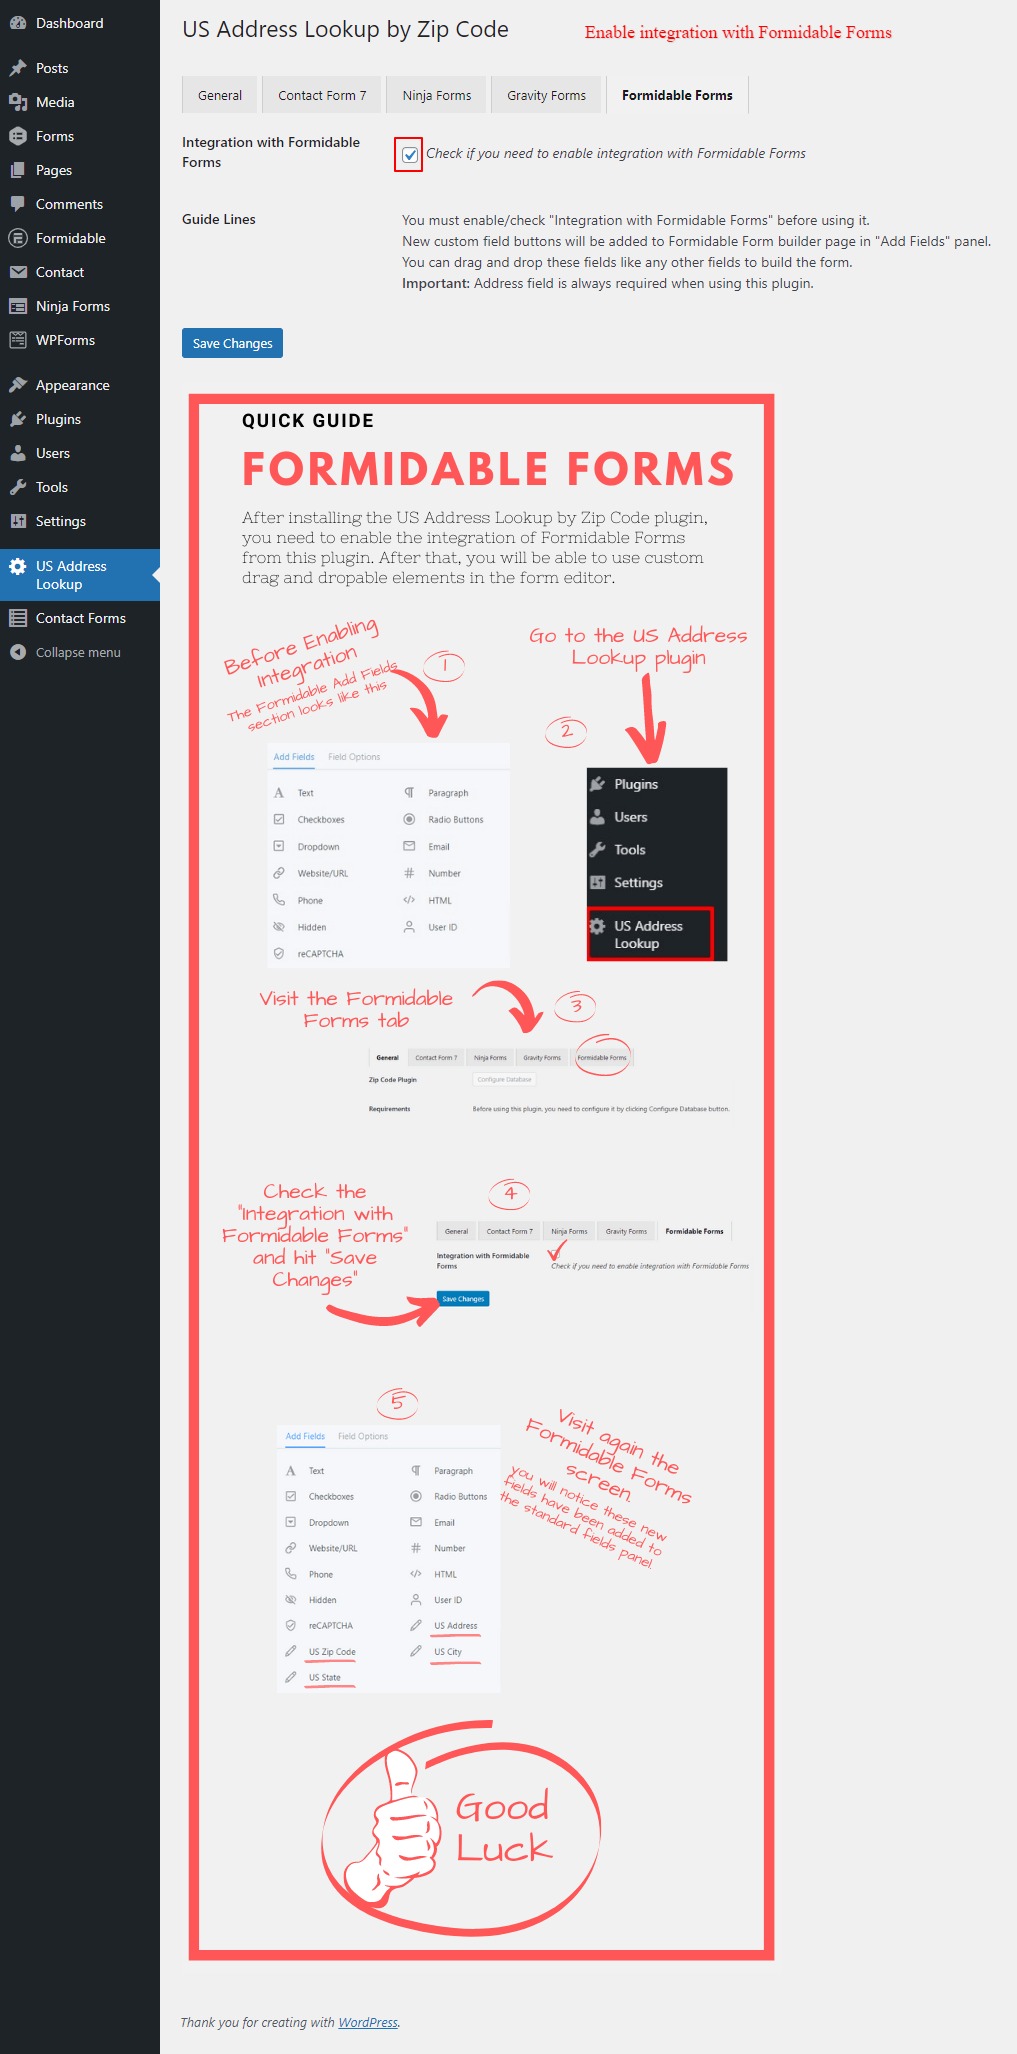 Dashboard
Posts
Media
Forms
Pages
Comments
Formidable
Contact
Ninja Forms
WPForms
Appearance
Plugins
Users
Tools
Settings
US Address
Lookup
Contact Forms
Collapse menu
US Address Lookup by Zip Code
Enable integration with Formidable Forms
General
Contact Form 7
Ninja Forms
Gravity Forms
Formidable Forms
Integration with Formidable
Forms
Check if you need to enable integration with Formidable Forms
Guide Lines
You must enable/check "Integration with Formidable Forms" before using it.
New custom field buttons will be added to Formidable Form builder page in "Add Fields" panel.
You can drag and drop these fields like any other fields to build the form.
Important: Address field is always required when using this plugin.
Save Changes
QUICK GUIDE
FORMIDABLE FORMS
After installing the US Address Lookup by Zip Code plugin,
you need to enable the integration of Formidable Forms
from this plugin. After that, you will be able to use custom
drag and dropable elements in the form editor.
Before Enabling
Integration
The Formidable Add Fields
section looks like this
1
Add Fields
Field Options
Text
Paragraph
Checkboxes
Radio Buttons
Dropdown
Email
Website/URL
Number
Phone
HTML
Hidden
User ID
reCAPTCHA
Go to the US Address
Lookup plugin
2
Plugins
Users
Tools
Settings
US Address
Lookup
Visit the Formidable
Forms tab
3
General
Contact Form 7
Ninja Forms
Gravity Forms
Formidable Forms
Zip Code Plugin
Configure Database
Requirements
Before using this plugin, you need to configure it by clicking Configure Database button.
Check the
"Integration with
Formidable Forms"
and hit "Save
Changes"
4
General
Contact Form 7
Ninja Forms
Gravity Forms
Formidable Forms
Integration with Formidable
Forms
Check if you need to enable integration with Formidable Forms
Save Changes
5
Add Fields
Field Options
Text
Paragraph
Checkboxes
Radio Buttons
Dropdown
Email
Website/URL
Number
Phone
HTML
Hidden
User ID
reCAPTCHA
US Address
US Zip Code
US City
US State
Visit again the
Formidable Forms
screen.
you will notice these new
fields have been added to
the standard fields panel.
Good
Luck
Thank you for creating with WordPress.